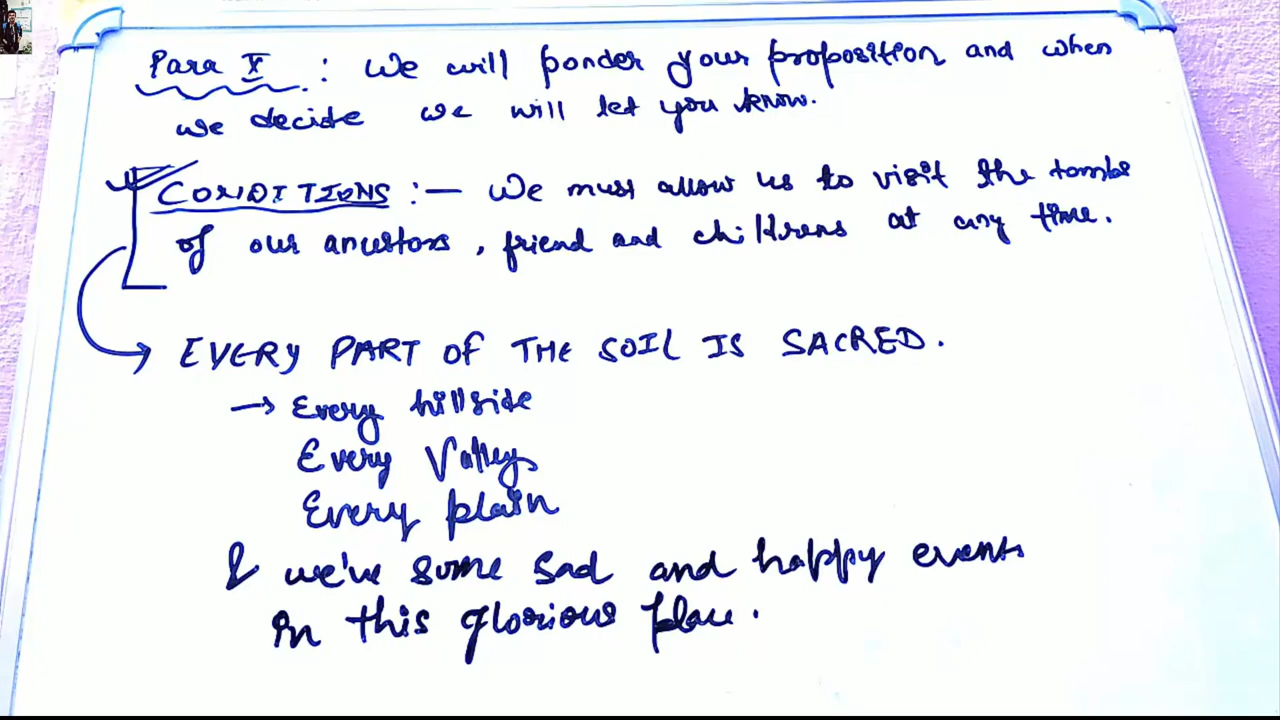 Para X : We will ponder your proposition and when
we decide we will let you know.
CONDITIONS :- We must allow us to visit the tombs
of our ancestors, friend and childrens at any time.
→ EVERY PART OF THE SOIL IS SACRED.
→ Every hillside
Every Valley
Every plain
& we've some sad and happy events
in this glorious place.